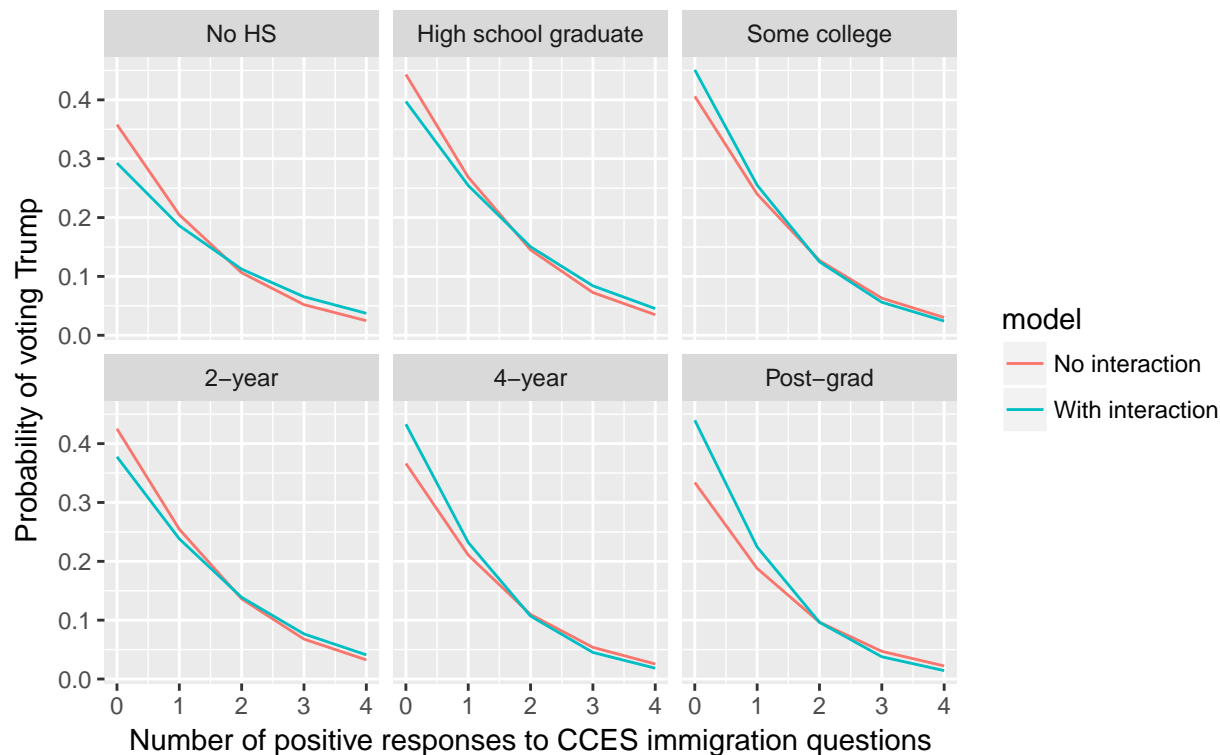 No HS
High school graduate
Some college
0.4
0.3
0.2
0.1
0.0
2−year
4−year
Post−grad
0.4
0.3
0.2
0.1
0.0
0 1 2 3 4
0 1 2 3 4
0 1 2 3 4
Number of positive responses to CCES immigration questions
Probability of voting Trump
model
No interaction
With interaction